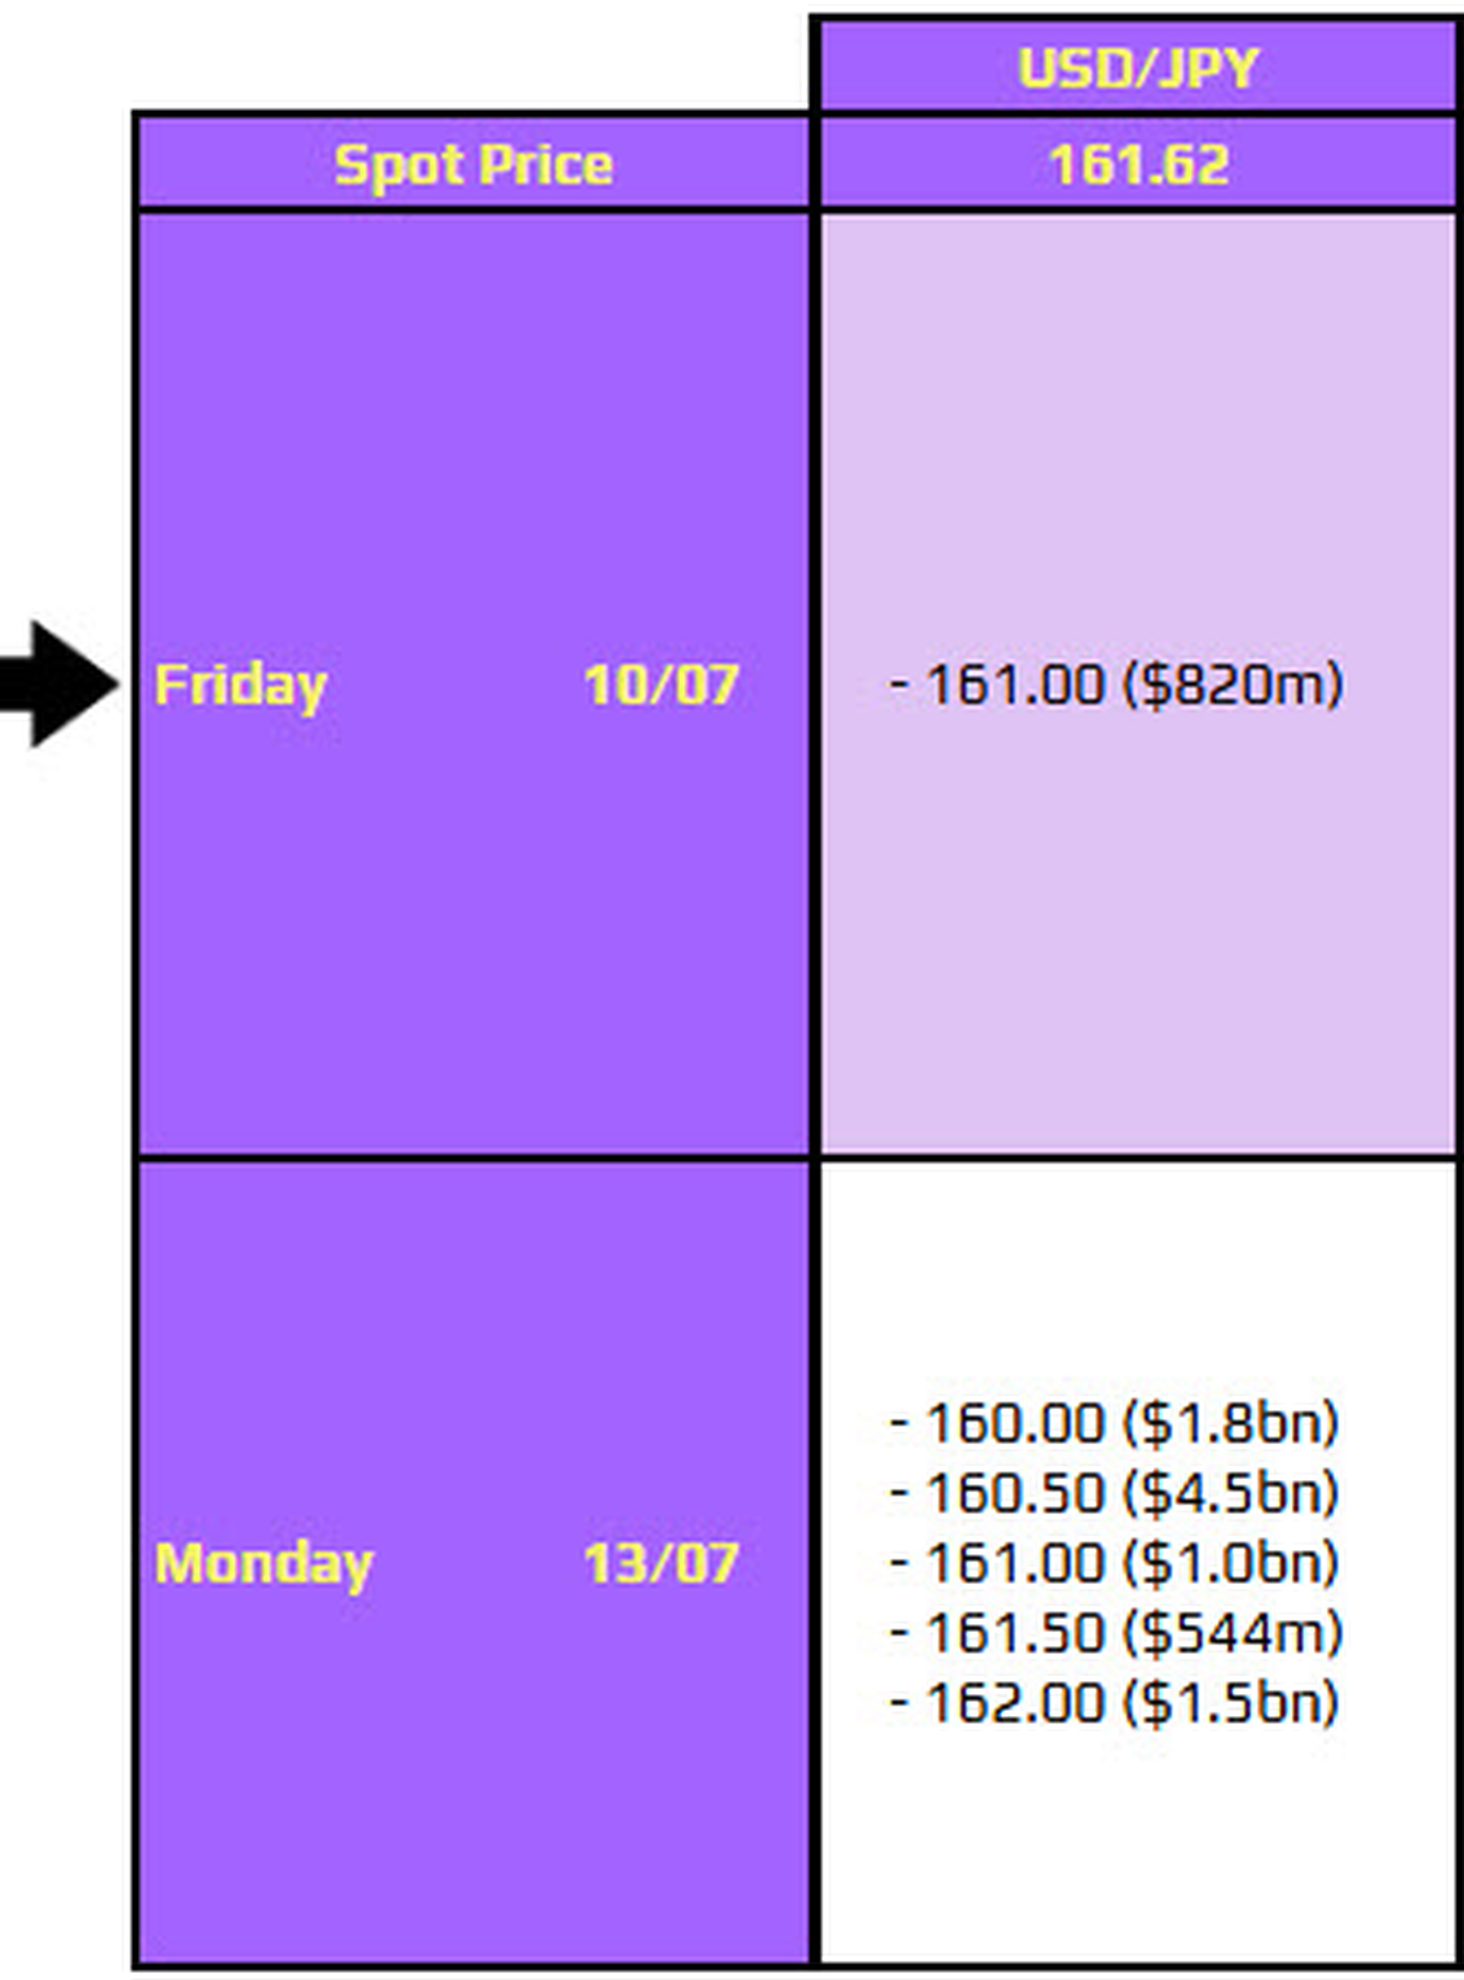 USD/JPY
Spot Price 161.62
Friday 10/07 - 161.00 ($820m)
- 160.00 ($1.8bn)
- 160.50 ($4.5bn)
Monday 13/07 - 161.00 ($1.0bn)
- 161.50 ($544m)
- 162.00 ($1.5bn)